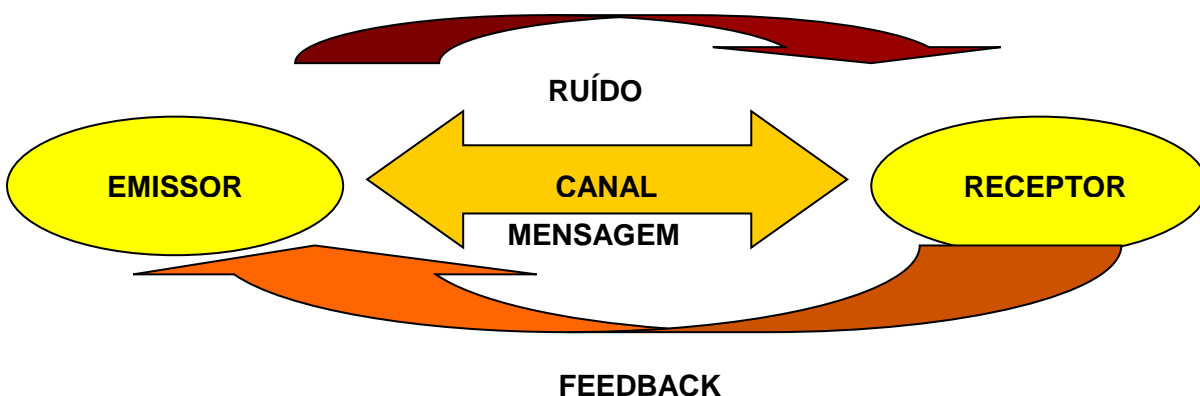 RUÍDO
EMISSOR
CANAL
RECEPTOR
MENSAGEM
FEEDBACK